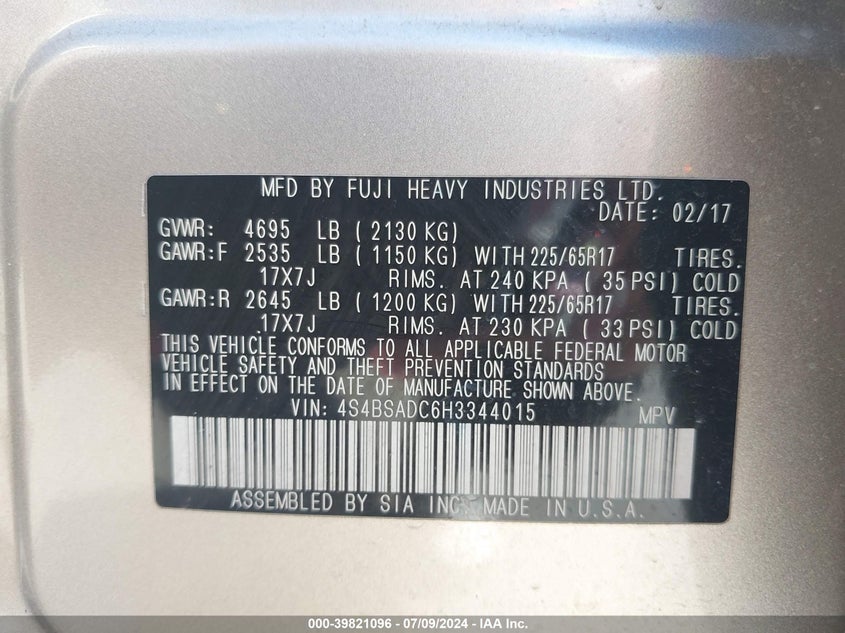 MFD BY FUJI HEAVY INDUSTRIES LTD.
DATE: 02/17
GVWR: 4695 LB ( 2130 KG)
GAWR:F 2535 LB ( 1150 KG) WITH 225/65R17 TIRES.
17X7J RIMS. AT 240 KPA ( 35 PSI) COLD
GAWR:R 2645 LB ( 1200 KG) WITH 225/65R17 TIRES.
17X7J RIMS. AT 230 KPA ( 33 PSI) COLD
THIS VEHICLE CONFORMS TO ALL APPLICABLE FEDERAL MOTOR
VEHICLE SAFETY AND THEFT PREVENTION STANDARDS
IN EFFECT ON THE DATE OF MANUFACTURE SHOWN ABOVE.
VIN: 4S4BSADC6H3344015 MPV
ASSEMBLED BY SIA INC. MADE IN U.S.A.
000-39821096 - 07/09/2024 - IAA Inc.